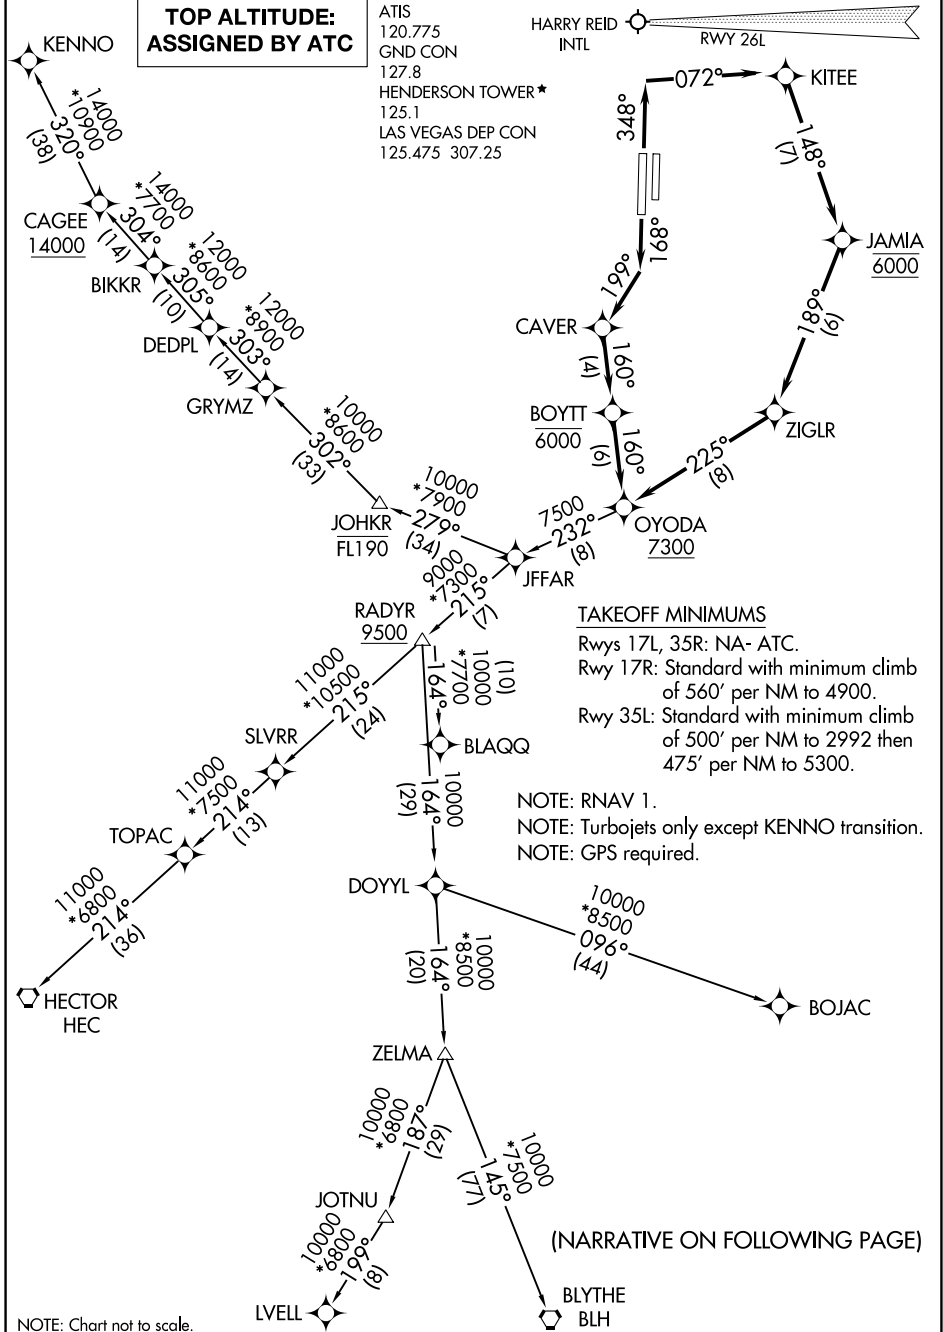 TOP ALTITUDE:
ASSIGNED BY ATC
ATIS
120.775
GND CON
127.8
HENDERSON TOWER★
125.1
LAS VEGAS DEP CON
125.475 307.25
HARRY REID
INTL
RWY 26L
KENNO
14000
*10900
320°
(38)
CAGEE
14000
14000
*7700
304°
(14)
BIKKR
12000
*8600
305°
(10)
DEDPL
12000
*8900
303°
(14)
GRYMZ
10000
*8600
302°
(33)
JOHKR
FL190
10000
*7900
279°
(34)
JFFAR
348°
072°
KITEE
148°
(7)
JAMIA
6000
189°
(6)
ZIGLR
225°
(8)
168°
199°
CAVER
160°
(4)
BOYTT
6000
160°
(6)
OYODA
7300
7500
232°
(8)
9000
*7300
215°
(7)
RADYR
9500
11000
*10500
215°
(24)
SLVRR
11000
*7500
214°
(13)
TOPAC
11000
*6800
214°
(36)
HECTOR
HEC
(10)
10000
*7700
164°
BLAQQ
10000
164°
(29)
DOYYL
10000
*8500
096°
(44)
BOJAC
10000
*8500
164°
(20)
ZELMA
10000
*6800
187°
(29)
JOTNU
10000
*6800
199°
(8)
LVELL
10000
*7500
145°
(77)
BLYTHE
BLH
TAKEOFF MINIMUMS
Rwys 17L, 35R: NA- ATC.
Rwy 17R: Standard with minimum climb
of 560' per NM to 4900.
Rwy 35L: Standard with minimum climb
of 500' per NM to 2992 then
475' per NM to 5300.
NOTE: RNAV 1.
NOTE: Turbojets only except KENNO transition.
NOTE: GPS required.
(NARRATIVE ON FOLLOWING PAGE)
NOTE: Chart not to scale.